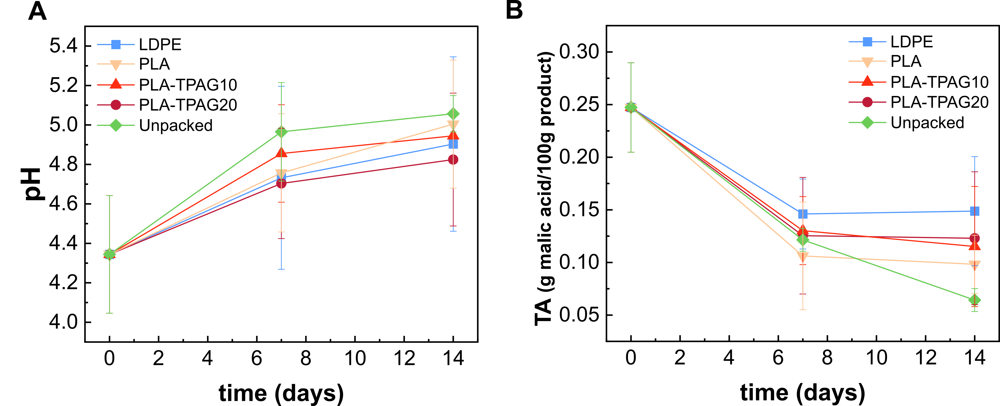 A
pH
5.4
5.2
5.0
4.8
4.6
4.4
4.2
4.0
LDPE
PLA
PLA-TPAG10
PLA-TPAG20
Unpacked
0 2 4 6 8 10 12 14
time (days)
B
TA (g malic acid/100g product)
0.30
0.25
0.20
0.15
0.10
0.05
LDPE
PLA
PLA-TPAG10
PLA-TPAG20
Unpacked
0 2 4 6 8 10 12 14
time (days)